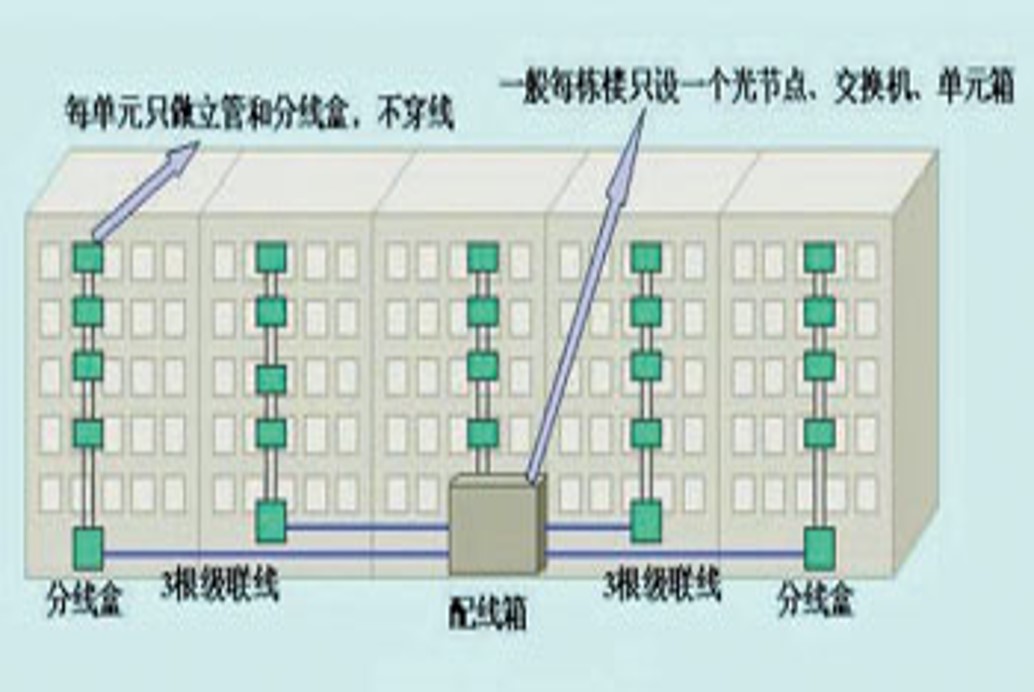 一般每栋楼只设一个光节点、交换机、单元箱
每单元只做立管和分线盒，不穿线
分线盒
3根级联线
配线箱
3根级联线
分线盒